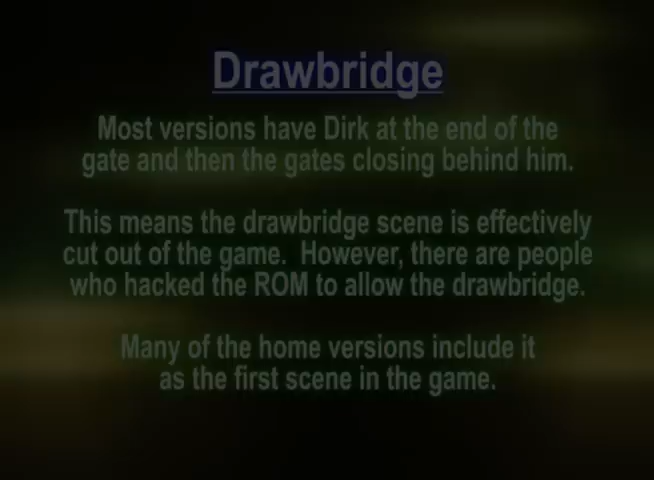 Drawbridge
Most versions have Dirk at the end of the
gate and then the gates closing behind him.
This means the drawbridge scene is effectively
cut out of the game. However, there are people
who hacked the ROM to allow the drawbridge.
Many of the home versions include it
as the first scene in the game.